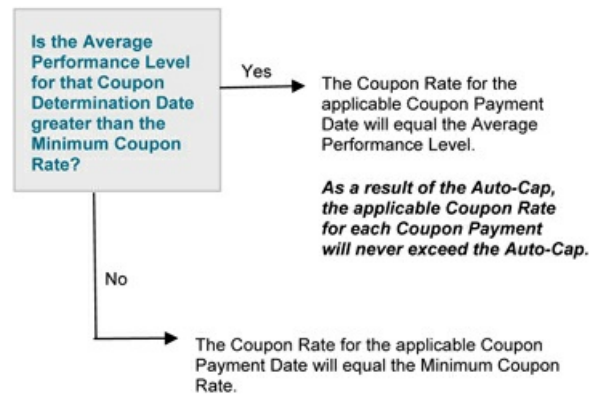 Is the Average
Performance Level
for that Coupon
Determination Date
greater than the
Minimum Coupon
Rate?
Yes
The Coupon Rate for the
applicable Coupon Payment
Date will equal the Average
Performance Level.
As a result of the Auto-Cap,
the applicable Coupon Rate
for each Coupon Payment
will never exceed the Auto-Cap.
No
The Coupon Rate for the applicable Coupon
Payment Date will equal the Minimum Coupon
Rate.